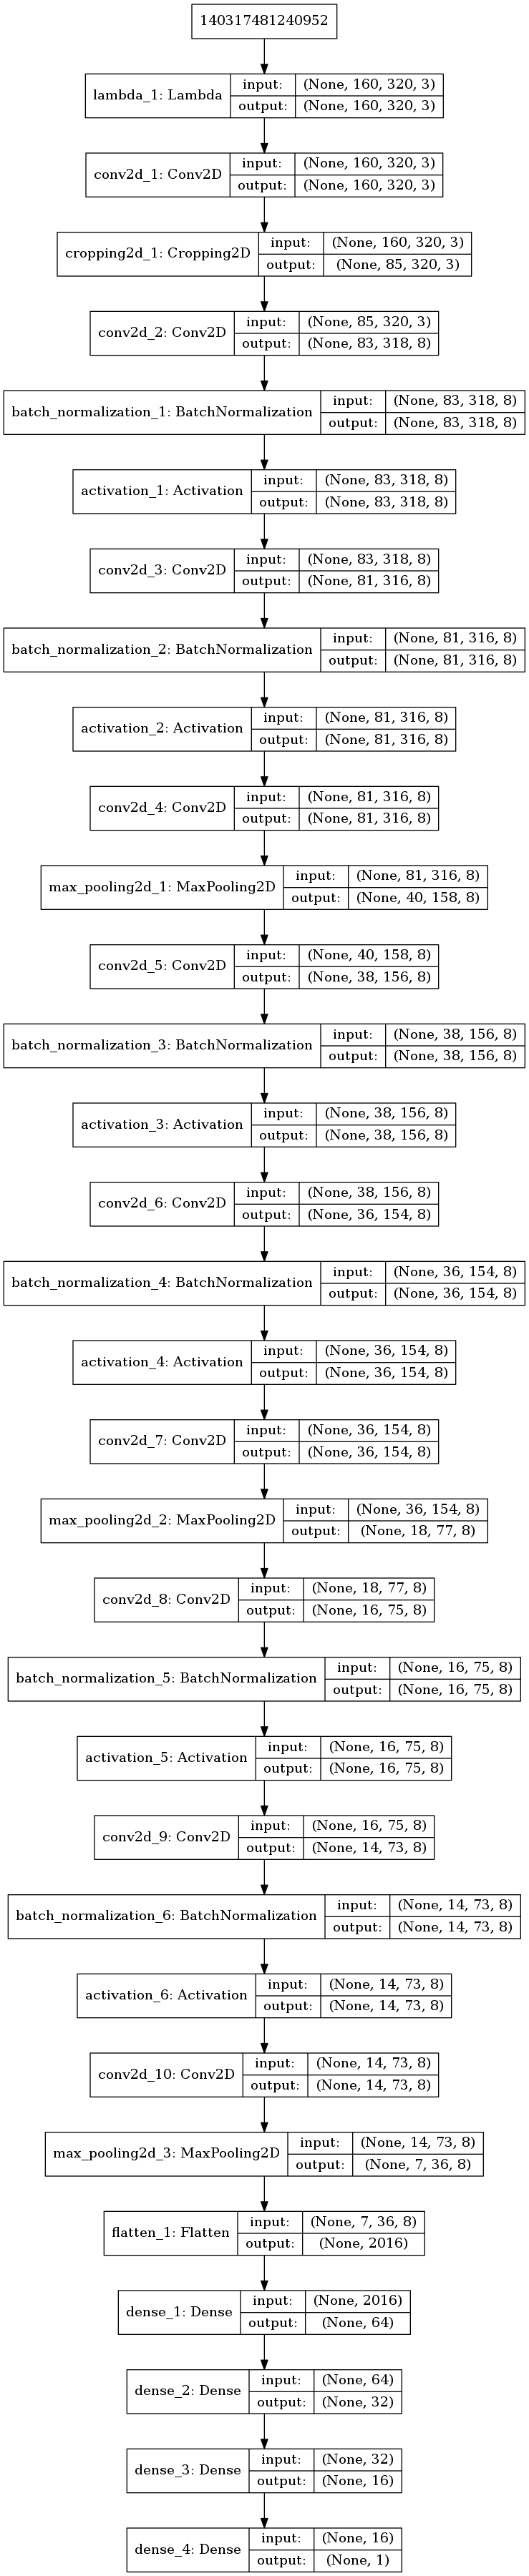 140317481240952
lambda_1: Lambda
input: (None, 160, 320, 3)
output: (None, 160, 320, 3)
conv2d_1: Conv2D
input: (None, 160, 320, 3)
output: (None, 160, 320, 3)
cropping2d_1: Cropping2D
input: (None, 160, 320, 3)
output: (None, 85, 320, 3)
conv2d_2: Conv2D
input: (None, 85, 320, 3)
output: (None, 83, 318, 8)
batch_normalization_1: BatchNormalization
input: (None, 83, 318, 8)
output: (None, 83, 318, 8)
activation_1: Activation
input: (None, 83, 318, 8)
output: (None, 83, 318, 8)
conv2d_3: Conv2D
input: (None, 83, 318, 8)
output: (None, 81, 316, 8)
batch_normalization_2: BatchNormalization
input: (None, 81, 316, 8)
output: (None, 81, 316, 8)
activation_2: Activation
input: (None, 81, 316, 8)
output: (None, 81, 316, 8)
conv2d_4: Conv2D
input: (None, 81, 316, 8)
output: (None, 81, 316, 8)
max_pooling2d_1: MaxPooling2D
input: (None, 81, 316, 8)
output: (None, 40, 158, 8)
conv2d_5: Conv2D
input: (None, 40, 158, 8)
output: (None, 38, 156, 8)
batch_normalization_3: BatchNormalization
input: (None, 38, 156, 8)
output: (None, 38, 156, 8)
activation_3: Activation
input: (None, 38, 156, 8)
output: (None, 38, 156, 8)
conv2d_6: Conv2D
input: (None, 38, 156, 8)
output: (None, 36, 154, 8)
batch_normalization_4: BatchNormalization
input: (None, 36, 154, 8)
output: (None, 36, 154, 8)
activation_4: Activation
input: (None, 36, 154, 8)
output: (None, 36, 154, 8)
conv2d_7: Conv2D
input: (None, 36, 154, 8)
output: (None, 36, 154, 8)
max_pooling2d_2: MaxPooling2D
input: (None, 36, 154, 8)
output: (None, 18, 77, 8)
conv2d_8: Conv2D
input: (None, 18, 77, 8)
output: (None, 16, 75, 8)
batch_normalization_5: BatchNormalization
input: (None, 16, 75, 8)
output: (None, 16, 75, 8)
activation_5: Activation
input: (None, 16, 75, 8)
output: (None, 16, 75, 8)
conv2d_9: Conv2D
input: (None, 16, 75, 8)
output: (None, 14, 73, 8)
batch_normalization_6: BatchNormalization
input: (None, 14, 73, 8)
output: (None, 14, 73, 8)
activation_6: Activation
input: (None, 14, 73, 8)
output: (None, 14, 73, 8)
conv2d_10: Conv2D
input: (None, 14, 73, 8)
output: (None, 14, 73, 8)
max_pooling2d_3: MaxPooling2D
input: (None, 14, 73, 8)
output: (None, 7, 36, 8)
flatten_1: Flatten
input: (None, 7, 36, 8)
output: (None, 2016)
dense_1: Dense
input: (None, 2016)
output: (None, 64)
dense_2: Dense
input: (None, 64)
output: (None, 32)
dense_3: Dense
input: (None, 32)
output: (None, 16)
dense_4: Dense
input: (None, 16)
output: (None, 1)